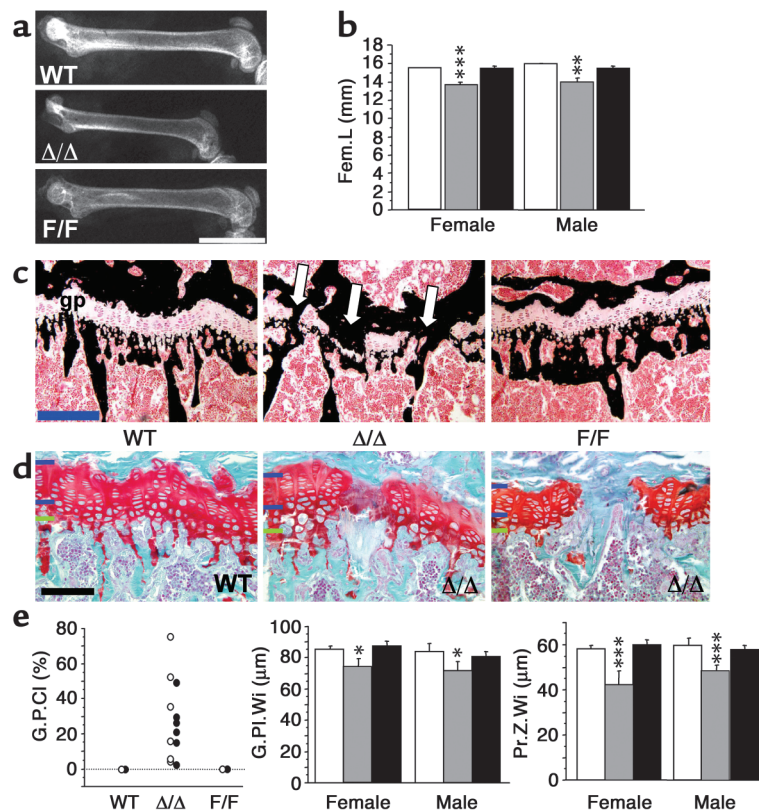 a
WT
Δ/Δ
F/F
b
Fem.L (mm)
18
16
14
12
10
8
6
4
2
0
***
**
Female
Male
c
gp
WT
Δ/Δ
F/F
d
WT
Δ/Δ
Δ/Δ
e
G.P.Cl (%)
80
60
40
20
0
WT
Δ/Δ
F/F
G.Pl.Wi (μm)
100
80
60
40
20
0
*
*
Female
Male
Pr.Z.Wi (μm)
60
40
20
0
***
***
Female
Male